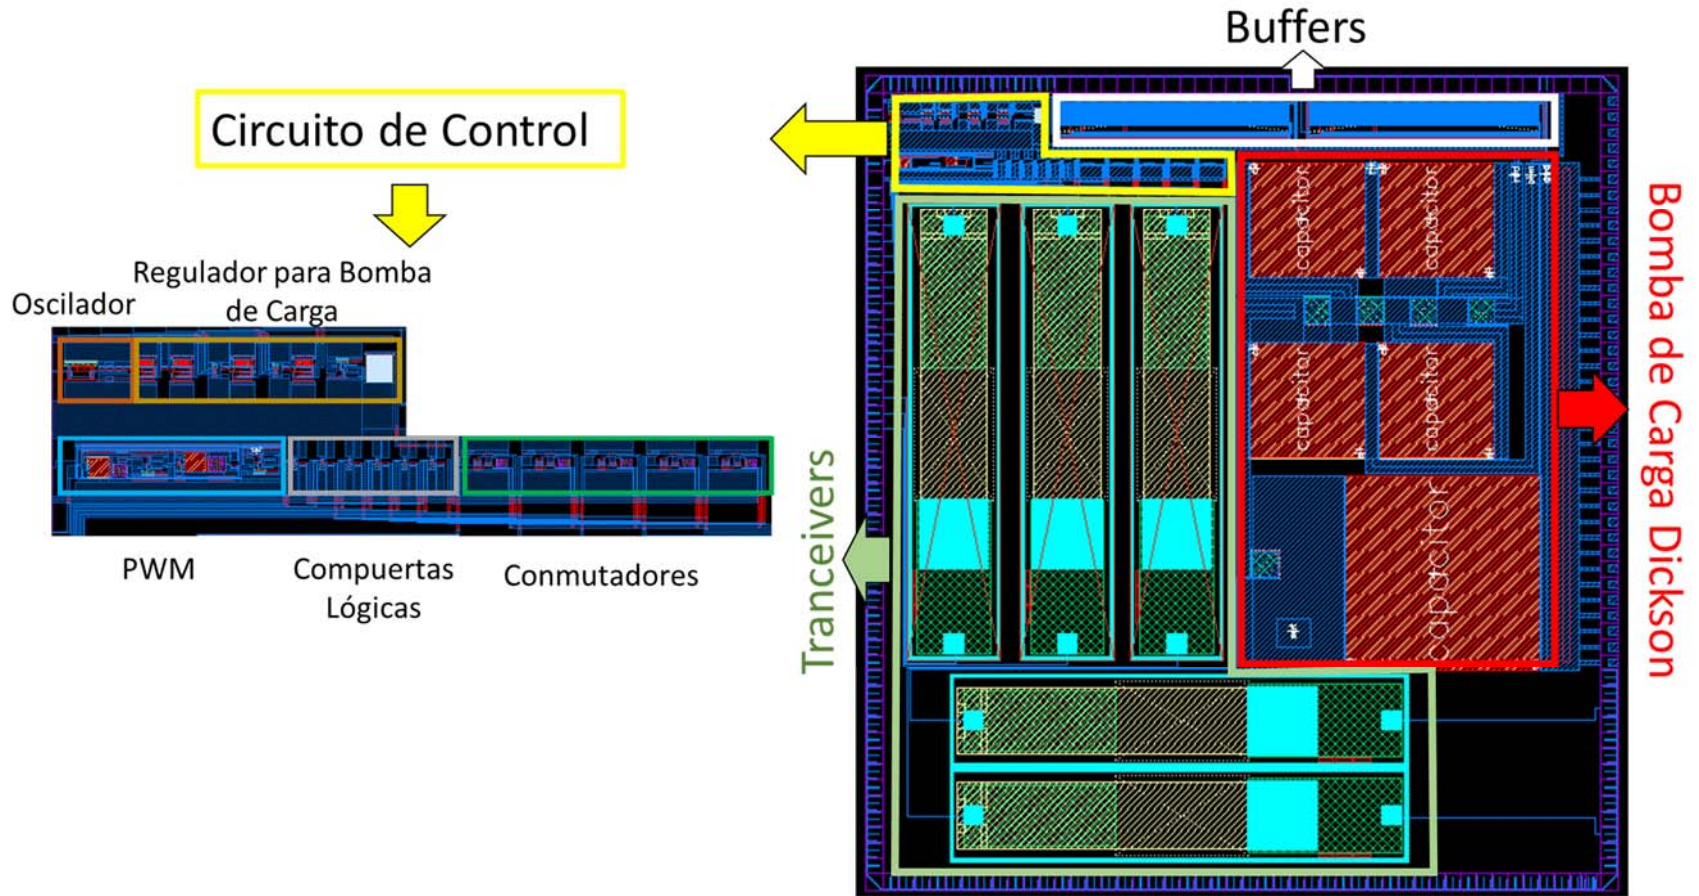 Buffers
Circuito de Control
Regulador para Bomba
de Carga
Oscilador
PWM
Compuertas
Lógicas
Conmutadores
Tranceivers
capacitor
capacitor
capacitor
capacitor
capacitor
Bomba de Carga Dickson